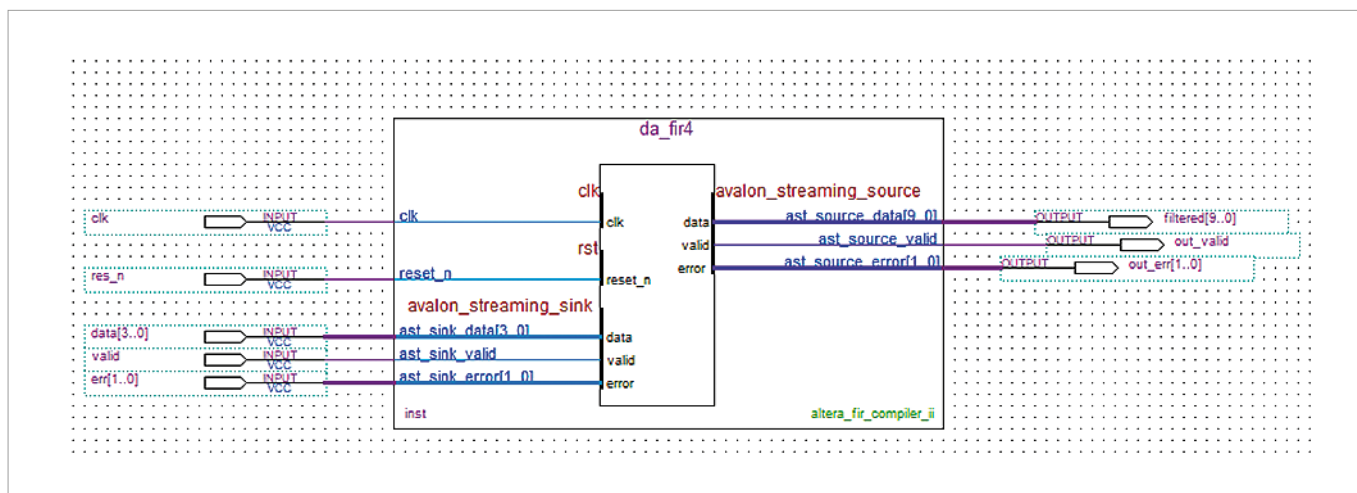 da_fir4
clk avalon_streaming_source
clk INPUT VCC clk clk data ast_source_data[9..0] OUTPUT filtered[9..0]
rst valid ast_source_valid OUTPUT out_valid
error ast_source_error[1..0] OUTPUT out_err[1..0]
res_n INPUT VCC reset_n reset_n
avalon_streaming_sink
data[3..0] INPUT VCC ast_sink_data[3..0] data
valid INPUT VCC ast_sink_valid valid
err[1..0] INPUT VCC ast_sink_error[1..0] error
inst altera_fir_compiler_ii